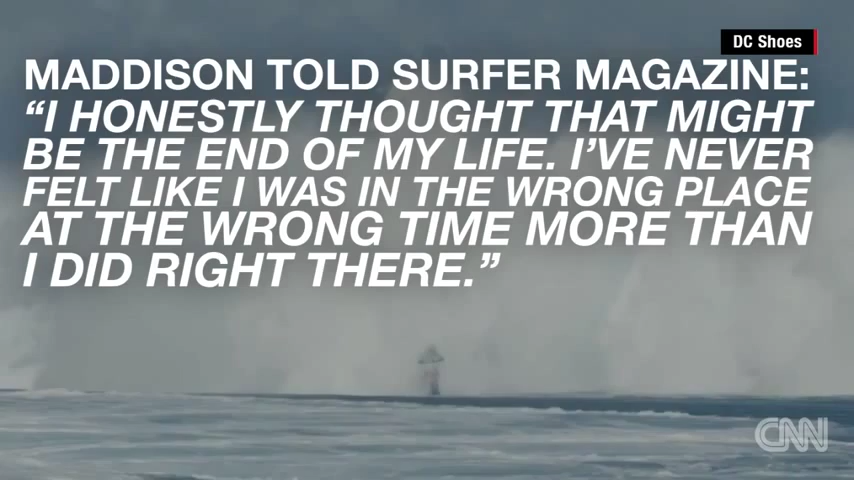 DC Shoes
MADDISON TOLD SURFER MAGAZINE:
“I HONESTLY THOUGHT THAT MIGHT
BE THE END OF MY LIFE. I’VE NEVER
FELT LIKE I WAS IN THE WRONG PLACE
AT THE WRONG TIME MORE THAN
I DID RIGHT THERE.”
CNN